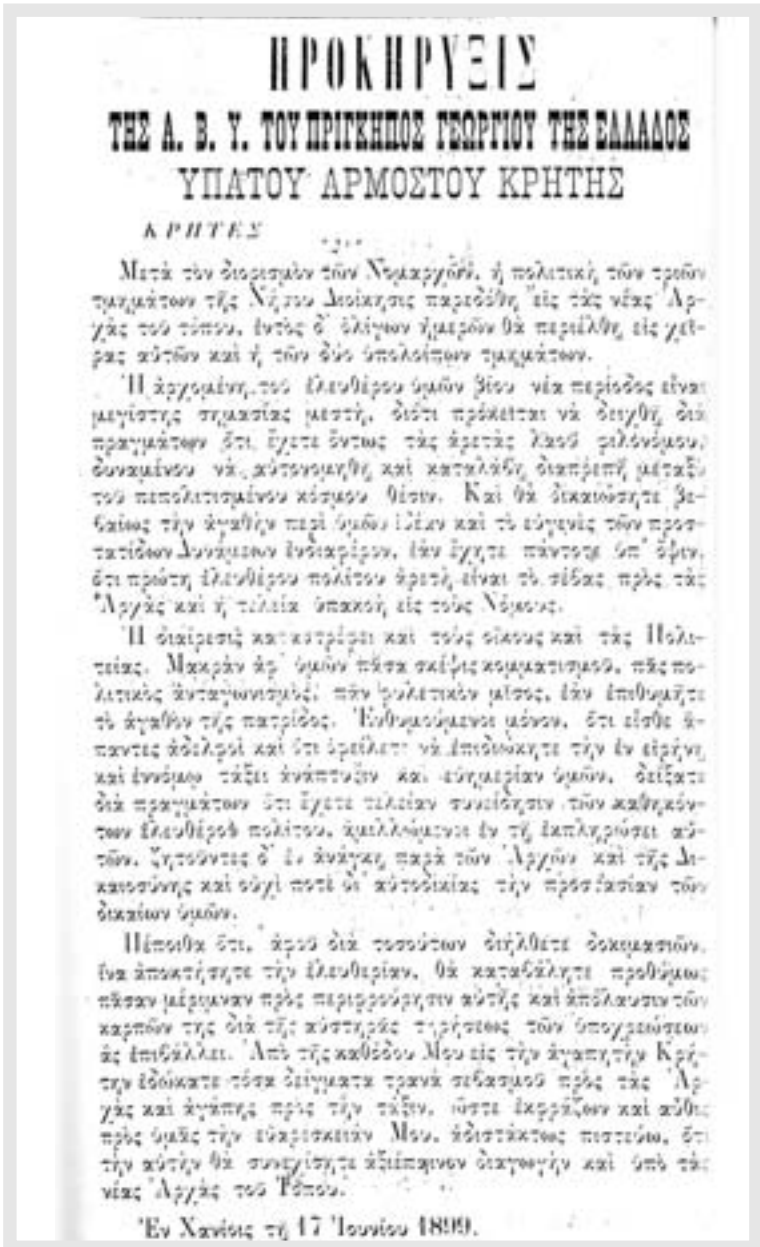 ΠΡΟΚΗΡΥΞΙΣ
ΤΗΣ Α. Β. Υ. ΤΟΥ ΠΡΙΓΚΗΠΟΣ ΓΕΩΡΓΙΟΥ ΤΗΣ ΕΛΛΑΔΟΣ
ΥΠΑΤΟΥ ΑΡΜΟΣΤΟΥ ΚΡΗΤΗΣ
ΚΡΗΤΕΣ
Μετὰ τὸν διορισμὸν τῶν Νομαρχῶν, ἡ πολιτικὴ τῶν τριῶν
τμημάτων τῆς Νήσου Διοίκησις παρεδόθη εἰς τὰς νέας Ἀρ-
χὰς τοῦ τόπου, ἐντὸς δ' ὀλίγων ἡμερῶν θὰ περιέλθῃ εἰς χεῖ-
ρας αὐτῶν καὶ ἡ τῶν δύο ὑπολοίπων τμημάτων.
Ἡ ἀρχομένη τοῦ ἐλευθέρου ὑμῶν βίου νέα περίοδος εἶναι
μεγίστης σημασίας μεστή, διότι πρόκειται νὰ δειχθῇ διὰ
πραγμάτων ὅτι ἔχετε ὄντως τὰς ἀρετὰς λαοῦ φιλονόμου,
δυναμένου νὰ αὐτονομηθῇ καὶ καταλάβῃ διαπρεπῆ μεταξὺ
τοῦ πεπολιτισμένου κόσμου θέσιν. Καὶ θὰ δικαιώσητε βε-
βαίως τὴν ἀγαθὴν περὶ ὑμῶν ἰδέαν καὶ τὸ εὐγενὲς τῶν προσ-
τατίδων Δυνάμεων ἐνδιαφέρον, ἐὰν ἔχητε πάντοτε ὑπ' ὄψιν,
ὅτι πρώτη ἐλευθέρου πολίτου ἀρετὴ εἶναι τὸ σέβας πρὸς τὰς
Ἀρχὰς καὶ ἡ τελεία ὑπακοὴ εἰς τοὺς Νόμους.
Ἡ διαίρεσις καταστρέφει καὶ τοὺς οἴκους καὶ τὰς Πολι-
τείας. Μακρὰν ἀφ' ὑμῶν πᾶσα σκέψις κομματισμοῦ, πᾶς πο-
λιτικὸς ἀνταγωνισμὸς, πᾶν φυλετικὸν μῖσος, ἐὰν ἐπιθυμῆτε
τὸ ἀγαθὸν τῆς πατρίδος. Ἐνθυμούμενοι μόνον, ὅτι εἶσθε ἅ-
παντες ἀδελφοὶ καὶ ὅτι ὀφείλετε νὰ ἐπιδιώκητε τὴν ἐν εἰρήνῃ
καὶ ἐννόμῳ τάξει ἀνάπτυξιν καὶ εὐημερίαν ὑμῶν, δείξατε
διὰ πραγμάτων ὅτι ἔχετε τελείαν συνείδησιν τῶν καθηκόν-
των ἐλευθέρου πολίτου, ἁμιλλώμενοι ἐν τῇ ἐκπληρώσει αὐ-
τῶν, ζητοῦντες δ' ἐν ἀνάγκῃ παρὰ τῶν Ἀρχῶν καὶ τῆς Δι-
καιοσύνης καὶ οὐχὶ ποτὲ δι' αὐτοδικίας τὴν προστασίαν τῶν
δικαίων ὑμῶν.
Πέποιθα ὅτι, ἀφοῦ διὰ τοσούτων διήλθετε δοκιμασιῶν,
ἵνα ἀποκτήσητε τὴν ἐλευθερίαν, θὰ καταβάλητε προθύμως
πᾶσαν μέριμναν πρὸς περιφρούρησιν αὐτῆς καὶ ἀπόλαυσιν τῶν
καρπῶν της διὰ τῆς αὐστηρᾶς τηρήσεως τῶν ὑποχρεώσεων
ἃς ἐπιβάλλει. Ἀπὸ τῆς καθόδου Μου εἰς τὴν ἀγαπητὴν Κρή-
την ἐδώκατε τόσα δείγματα τρανὰ σεβασμοῦ πρὸς τὰς Ἀρ-
χὰς καὶ ἀγάπης πρὸς τὴν τάξιν, ὥστε ἐκφράζων καὶ αὖθις
πρὸς ὑμᾶς τὴν εὐαρέσκειάν Μου, ἀδιστάκτως πιστεύω, ὅτι
τὴν αὐτὴν θὰ συνεχίσητε ἀξιέπαινον διαγωγὴν καὶ ὑπὸ τὰς
νέας Ἀρχὰς τοῦ Τόπου.
Ἐν Χανίοις τῇ 17 Ἰουνίου 1899.